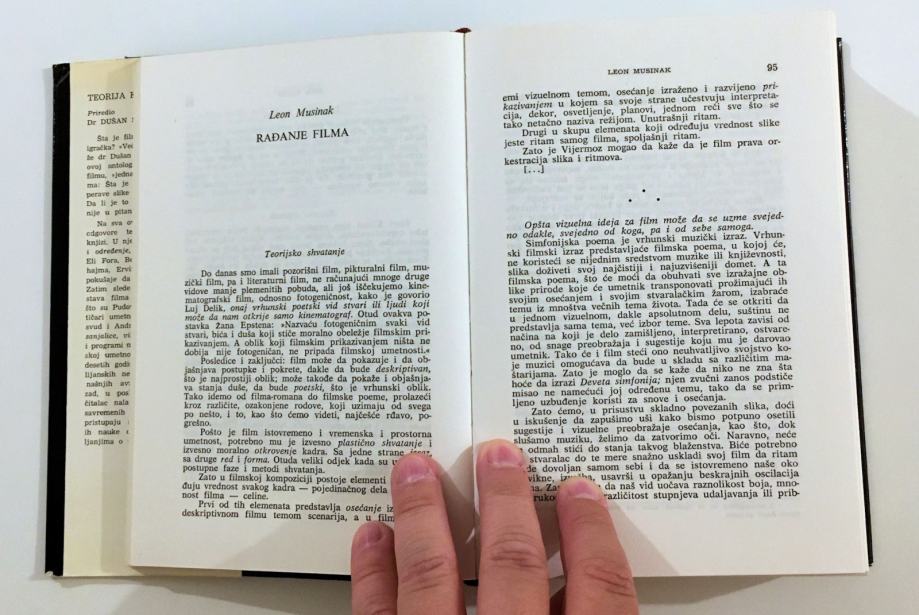 TEORIJA
Priredio
Dr DUŠAN
Šta je
igračka?
že dr Dušan
ovoj antolog
filmu, »jedna
ma: Šta je
perave slike
Da li je to
nije u pitan
Na sva
odgovore
knjizi. U
i određenje,
Eli Fora,
hajma,
pokušaje
Zatim slede
stava filma
što su
tičari umetn
svud i
sanjalice,
i programi
skoj umetno
desetih
lijanskih
našnjih
zad, u
čitalac
savremenih
pristupaju
ih nauke
ljanjima o
Leon Musinak
RAĐANJE FILMA
Teorijsko shvatanje
Do danas smo imali pozorišni film, pikturalni film, mu-
zički film, pa i literaturni film, ne računajući mnoge druge
vidove manje plemenitih pobuda, ali još iščekujemo kine-
matografski film, odnosno fotogeničnost, kako je govorio
Luj Delik, onaj vrhunski poetski vid stvari ili ljudi koji
može da nam otkrije samo kinematograf. Otud ovakva po-
stavka Žana Epstena: »Nazvaću fotogeničnim svaki vid
stvari, bića i duša koji stiče moralno obeležje filmskim pri-
kazivanjem. A oblik koji filmskim prikazivanjem ništa ne
dobija nije fotogeničan, ne pripada filmskoj umetnosti.«
Posledice i zaključci: film može da pokazuje i da ob-
jašnjava postupke i pokrete, dakle da bude deskriptivan,
što je najprostiji oblik; može takođe da pokaže i objašnja-
va stanja duše, da bude poetski, što je vrhunski oblik.
Tako idemo od filma-romana do filmske poeme, prolazeći
kroz različite, ozakonjene rodove, koji uzimaju od svega
po nešto, i to, kao što ćemo videti, najčešće rđavo, po-
grešno.
Pošto je film istovremeno i vremenska i prostorna
umetnost, potrebno mu je izvesno plastično shvatanje i
izvesno moralno otkrovenje kadra. Sa jedne strane
sa druge red i forma. Otuda veliki odjek kada su
postupne faze i metodi shvatanja.
Zato u filmskoj kompoziciji postoje elementi
đuju vrednost svakog kadra — pojedinačnog dela
nost filma — celine.
Prvi od tih elemenata predstavlja osećanje
deskriptivnom filmu temom scenarija, a u
LEON MUSINAK 95
emi vizuelnom temom, osećanje izraženo i razvijeno pri-
kazivanjem u kojem sa svoje strane učestvuju interpreta-
cija, dekor, osvetljenje, planovi, jednom reči sve što se
tako netačno naziva režijom. Unutrašnji ritam.
Drugi u skupu elemenata koji određuju vrednost slike
jeste ritam samog filma, spoljašnji ritam.
Zato je Vijermoz mogao da kaže da je film prava or-
kestracija slika i ritmova.
[...]
Opšta vizuelna ideja za film može da se uzme svejed-
no odakle, svejedno od koga, pa i od sebe samoga.
Simfonijska poema je vrhunski muzički izraz. Vrhun-
ski filmski izraz predstavljaće filmska poema, u kojoj će,
ne koristeći se nijednim sredstvom muzike ili književnosti,
slika doživeti svoj najčistiji i najuzvišeniji domet. A ta
filmska poema, što će moći da obuhvati sve izražajne ob-
like prirode koje će umetnik transponovati prožimajući ih
svojim osećanjem i svojim stvaralačkim žarom, izabraće
temu iz mnoštva večnih tema života. Tada će se otkriti da
u jednom vizuelnom, dakle apsolutnom delu, suštinu ne
predstavlja sama tema, već izbor teme. Sva lepota zavisi od
načina na koji je delo zamišljeno, interpretirano, ostvare-
no, od snage preobražaja i sugestije koju mu je darovao
umetnik. Tako će i film steći ono neuhvatljivo svojstvo ko-
je muzici omogućava da bude u skladu sa različitim ma-
štarijama. Zato je moglo da se kaže da niko ne zna šta
hoće da izrazi Deveta simfonija; njen zvučni zanos podstiče
misao ne namećući joj određenu temu, tako da se prim-
ljeno uzbuđenje koristi za snove i osećanja.
Zato ćemo, u prisustvu skladno povezanih slika, doći
u iskušenje da zapušimo uši kako bismo potpuno osetili
sugestije i vizuelne preobražaje osećanja, kao što, dok
slušamo muziku, želimo da zatvorimo oči. Naravno, neće
odmah stići do stanja takvog blaženstva. Biće potrebno
stvaralac do te mere snažno uskladi svoj film da ritam
dovoljan samom sebi i da se istovremeno naše oko
usavrši u opažanju beskrajnih oscilacija
da naš vid uočava raznolikost boja, mno-
različitost stupnjeva udaljavanja ili prib-